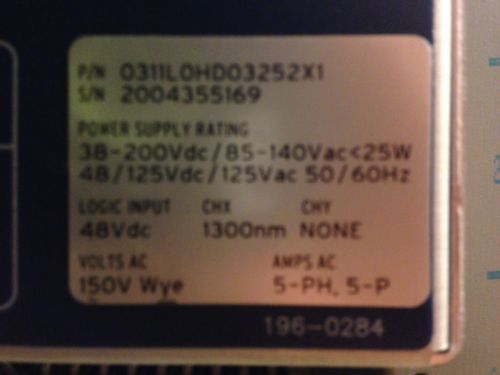 P/N 0311L0HD03252X1
S/N 2004355169
POWER SUPPLY RATING
38-200Vdc/85-140Vac<25W
48/125Vdc/125Vac 50/60Hz
LOGIC INPUT CHX CHY
48Vdc 1300nm NONE
VOLTS AC AMPS AC
150V Wye 5-PH, 5-P
196-0284